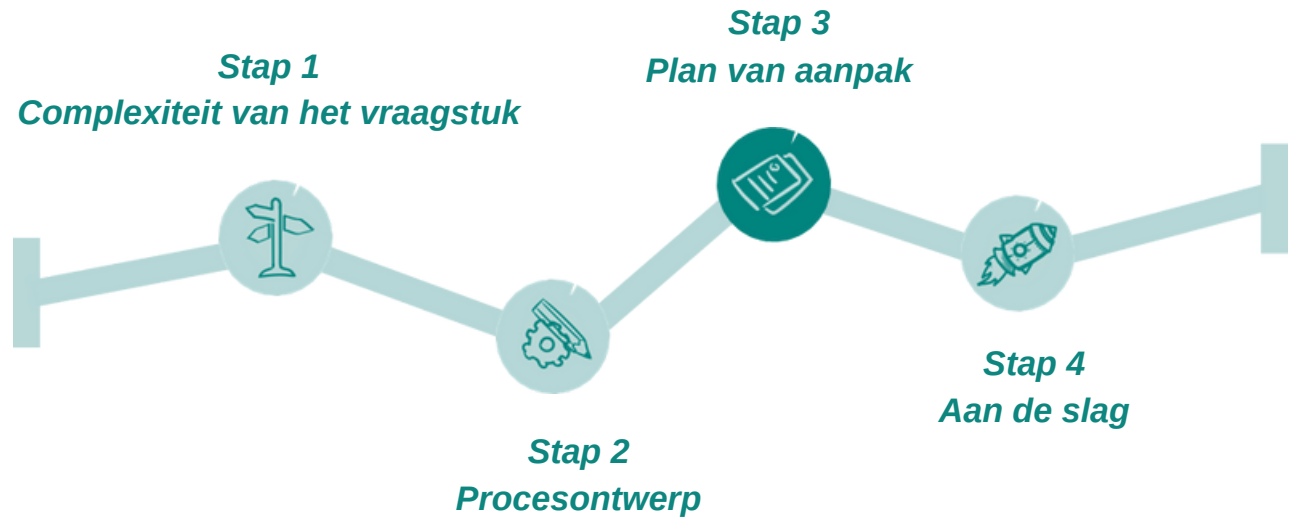 Stap 1
Complexiteit van het vraagstuk
Stap 2
Procesontwerp
Stap 3
Plan van aanpak
Stap 4
Aan de slag